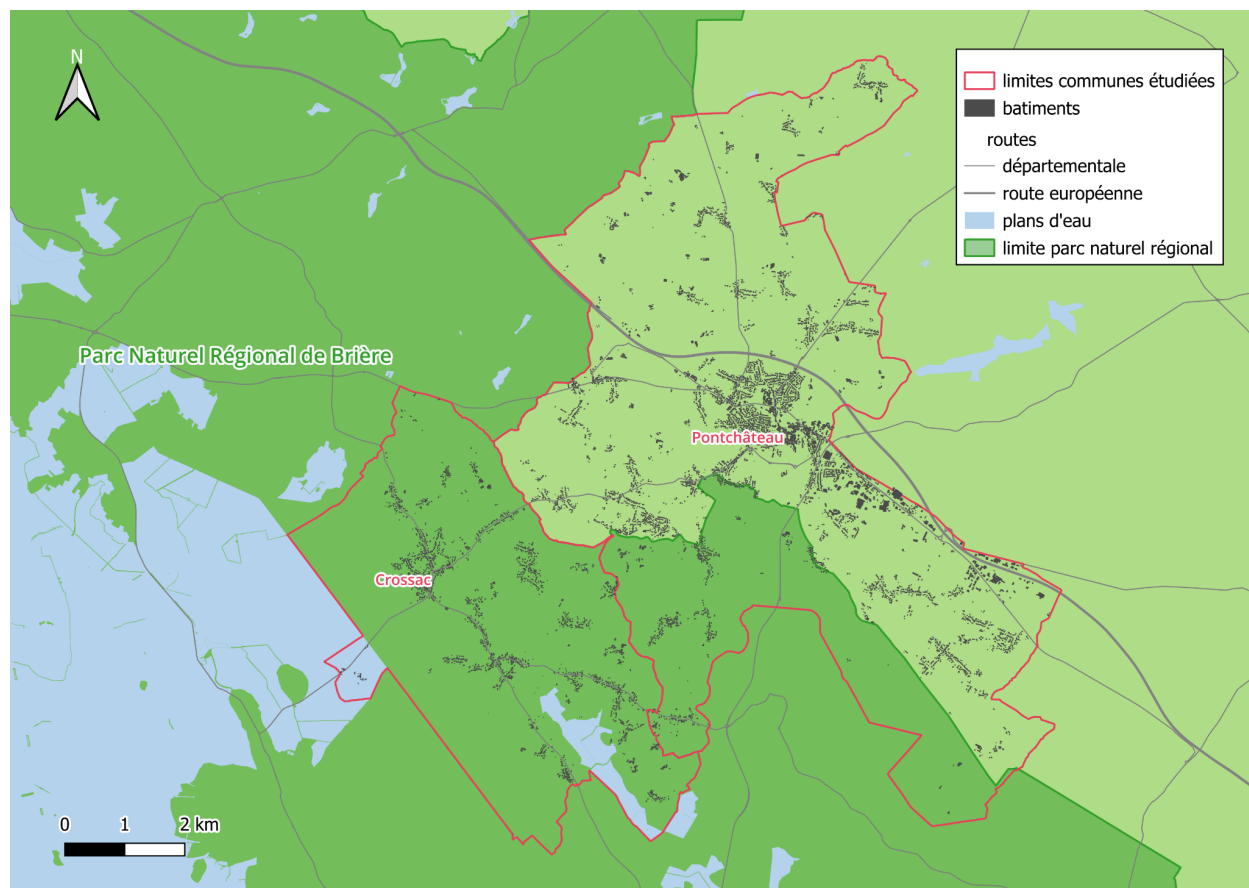 N
limites communes étudiées
batiments
routes
départementale
route européenne
plans d'eau
limite parc naturel régional
Parc Naturel Régional de Brière
Pontchâteau
Crossac
0 1 2 km